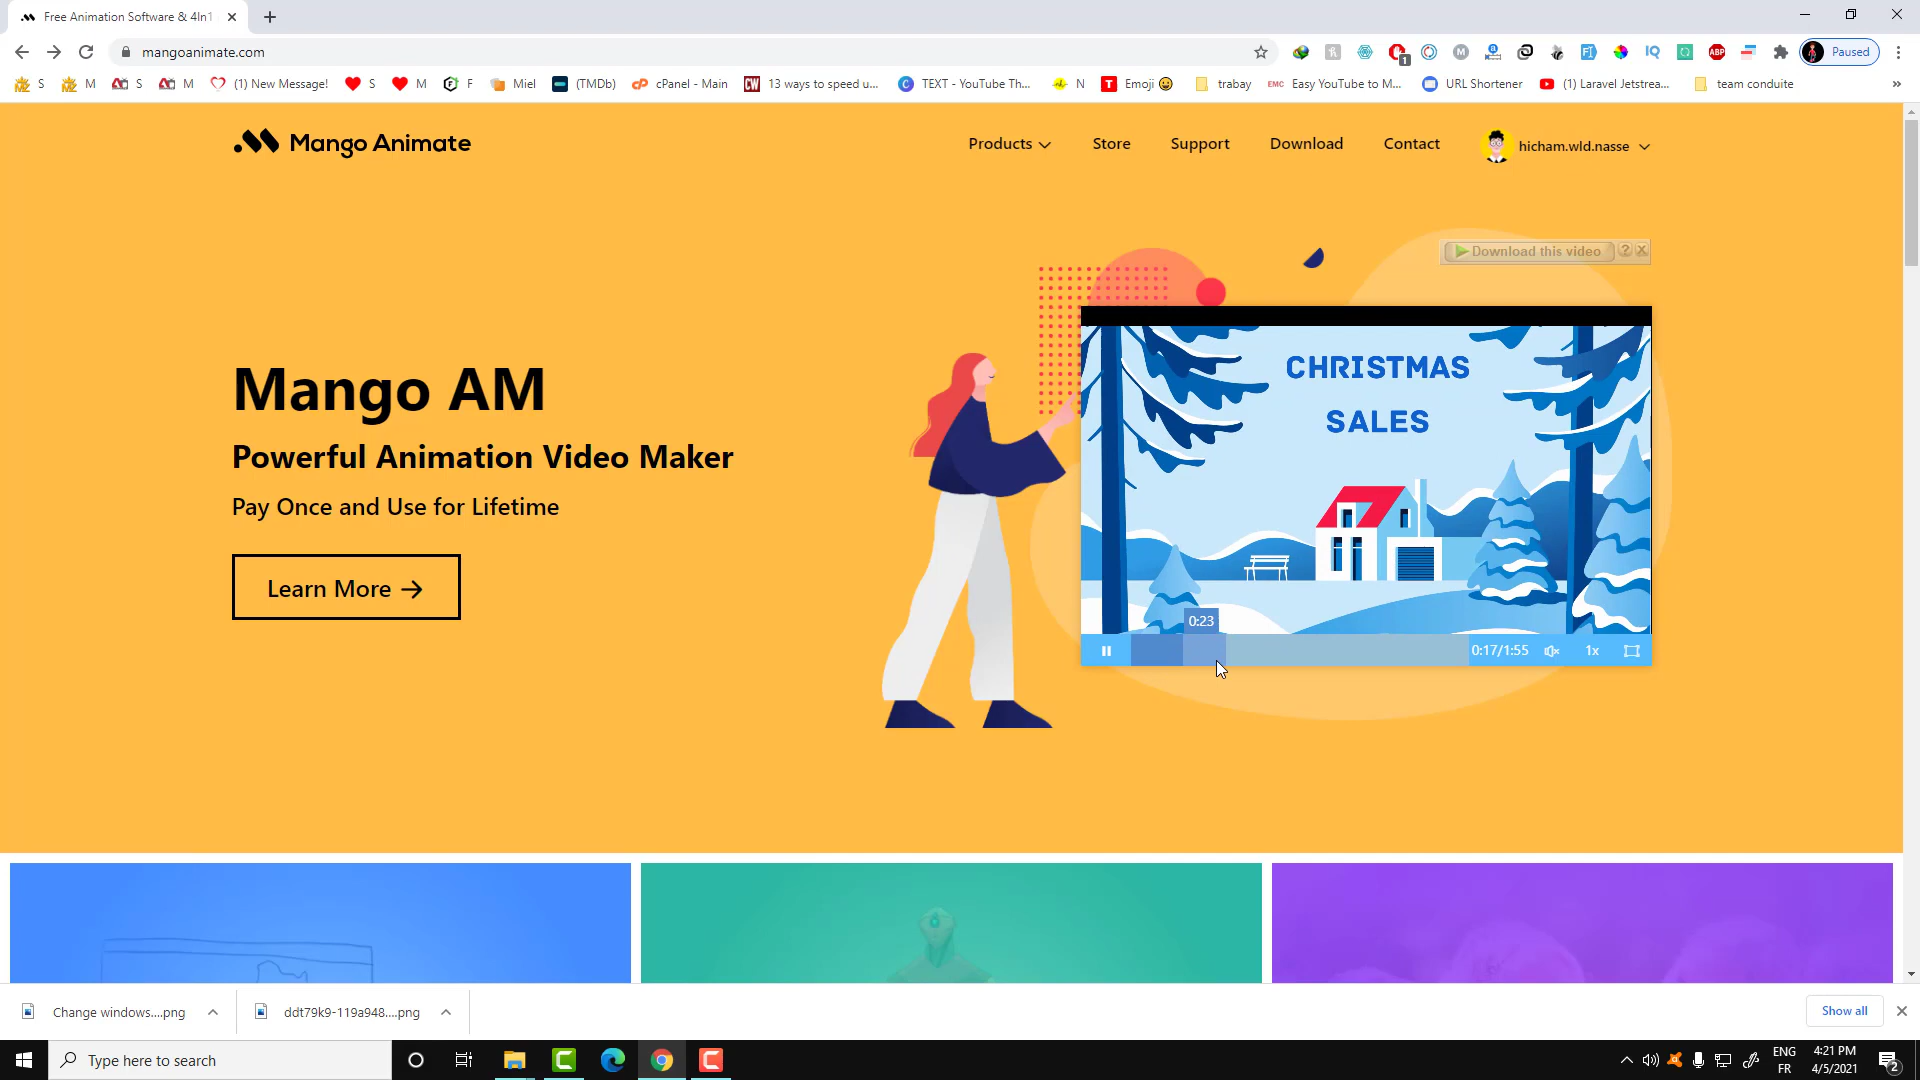 Free Animation Software & 4In1
mangoanimate.com
1
Paused
S
M
S
M
(1) New Message!
S
M
F
Miel
(TMDb)
cPanel - Main
13 ways to speed u...
TEXT - YouTube Th...
N
Emoji
trabay
Easy YouTube to M...
URL Shortener
(1) Laravel Jetstrea...
team conduite
Mango Animate
Products
Store
Support
Download
Contact
hicham.wld.nasse
Download this video
Mango AM
Powerful Animation Video Maker
Pay Once and Use for Lifetime
Learn More →
CHRISTMAS
SALES
0:23
0:17/1:55
1x
Change windows....png
ddt79k9-119a948....png
Show all
Type here to search
ENG
FR
4:21 PM
4/5/2021
2